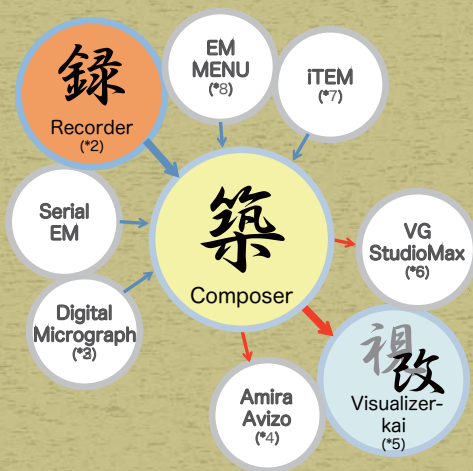 録
Recorder
(*2)
EM
MENU
(*8)
iTEM
(*7)
Serial
EM
築
Composer
VG
StudioMax
(*6)
Digital
Micrograph
(*3)
視改
Visualizer-
kai
(*5)
Amira
Avizo
(*4)